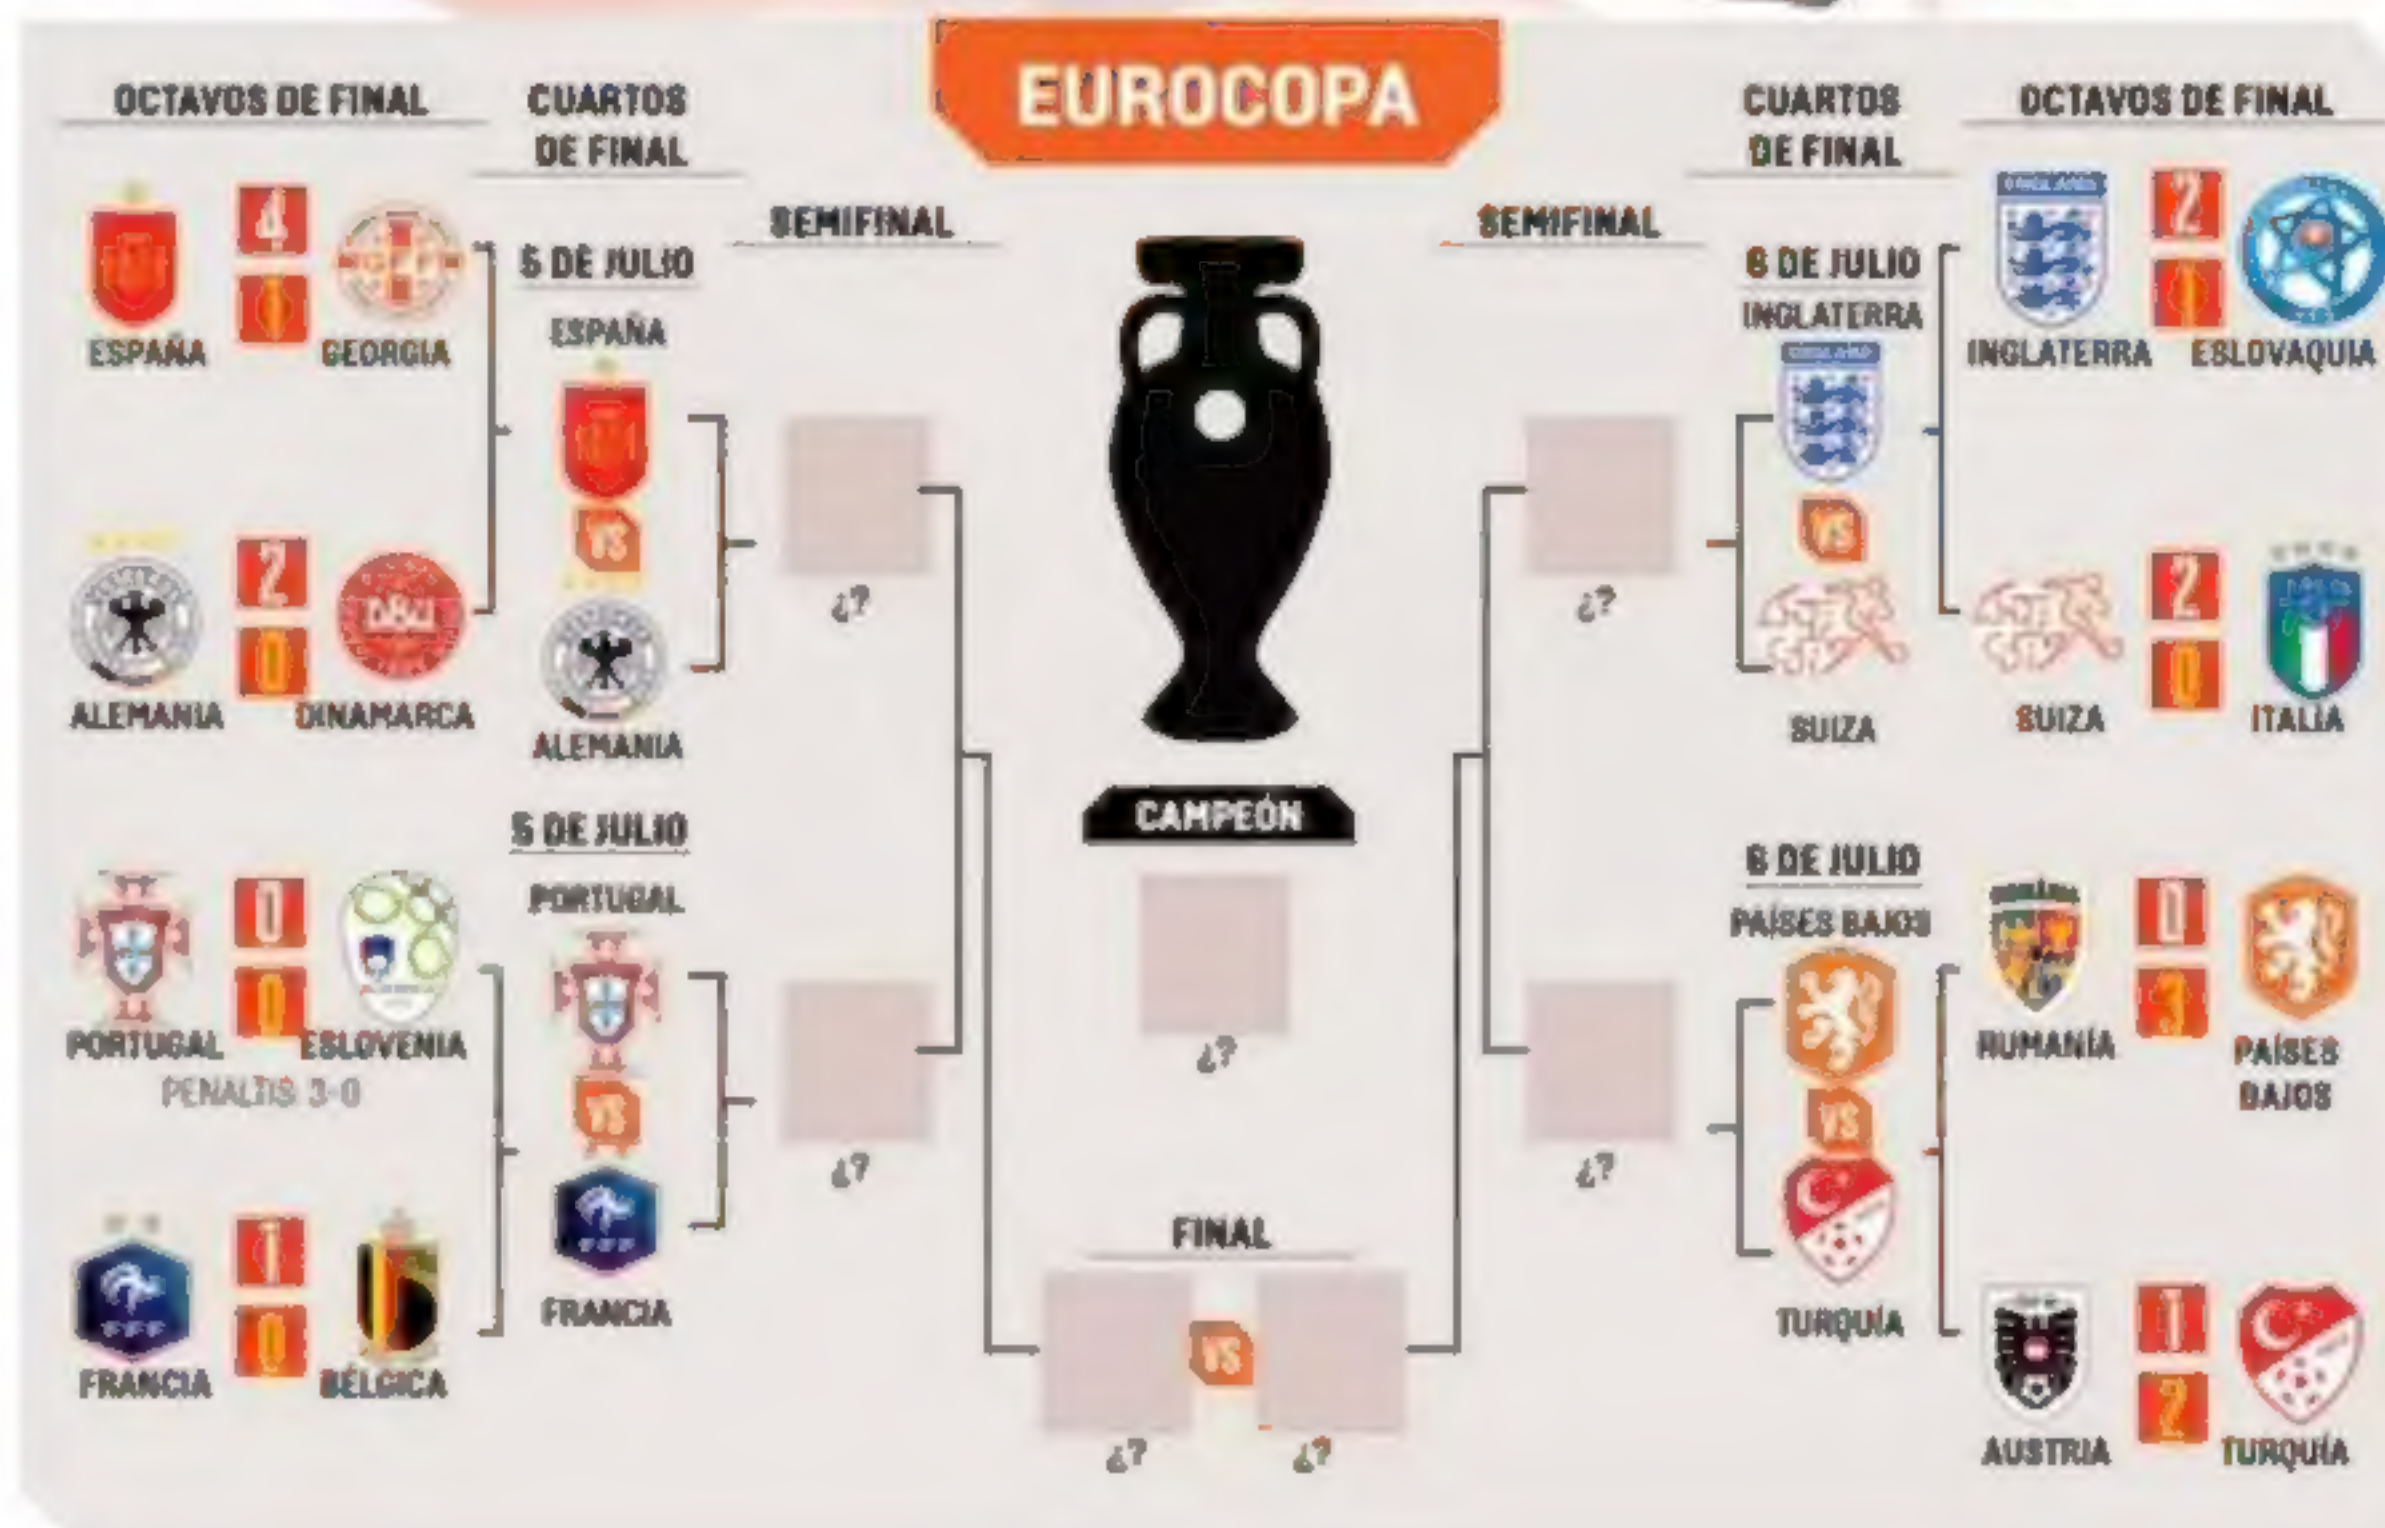 EUROCOPA
OCTAVOS DE FINAL
4
1
ESPAÑA
GEORGIA
2
0
ALEMANIA
DINAMARCA
0
0
PORTUGAL
ESLOVENIA
PENALTIS 3-0
1
0
FRANCIA
BÉLGICA
CUARTOS
DE FINAL
5 DE JULIO
ESPAÑA
VS
ALEMANIA
5 DE JULIO
PORTUGAL
VS
FFF
FRANCIA
SEMIFINAL
¿?
¿?
CAMPEÓN
¿?
FINAL
VS
¿?
¿?
SEMIFINAL
¿?
¿?
CUARTOS
DE FINAL
6 DE JULIO
INGLATERRA
ENGLAND
VS
SUIZA
6 DE JULIO
PAÍSES BAJOS
VS
TURQUÍA
OCTAVOS DE FINAL
ENGLAND
2
1
INGLATERRA
ESLOVAQUIA
2
0
SUIZA
ITALIA
0
3
RUMANÍA
PAÍSES
BAJOS
1
2
AUSTRIA
TURQUÍA